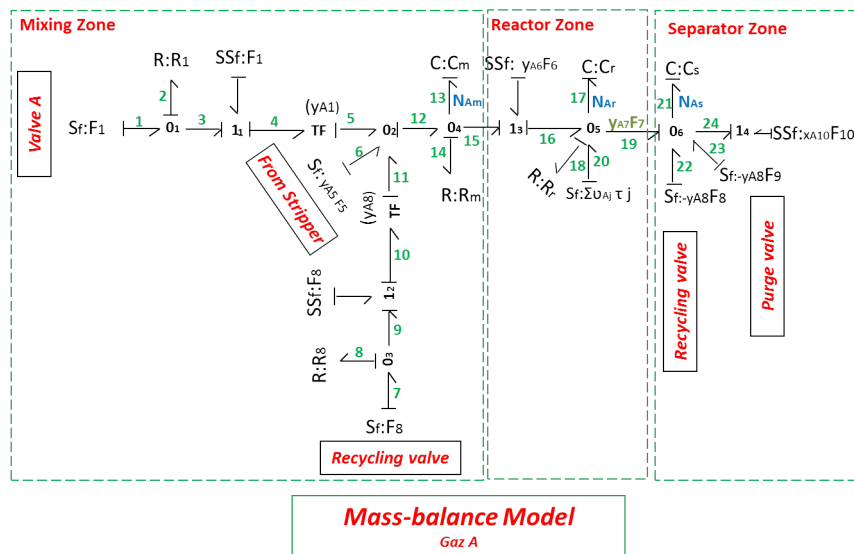 Mixing Zone
Reactor Zone
Separator Zone
Valve A
R:R1
SSf:F1
Sf:F1
1
2
01
3
11
4
(yA1)
TF
5
02
6
Sf: yA5 F5
From Stripper
12
C:Cm
13
NAm
04
14
15
R:Rm
11
(yA8)
TF
10
SSf:F8
12
9
R:R8
8
03
7
Sf:F8
Recycling valve
SSf: yA6F6
13
16
C:Cr
17
NAr
05
18
20
R:Rr
Sf:ΣυAj τ j
yA7F7
19
C:Cs
21
NAs
06
24
14
SSf:xA10F10
22
23
Sf:-yA8F9
Sf:-yA8F8
Recycling valve
Purge valve
Mass-balance Model
Gaz A